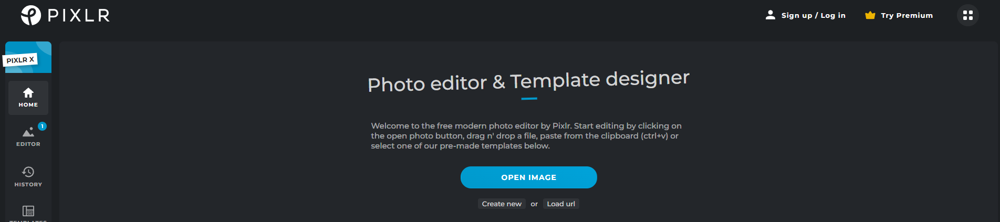 PIXLR
Sign up / Log in
Try Premium
PIXLR X
HOME
1
EDITOR
HISTORY
TEMPLATES
Photo editor & Template designer
Welcome to the free modern photo editor by Pixlr. Start editing by clicking on
the open photo button, drag n' drop a file, paste from the clipboard (ctrl+v) or
select one of our pre-made templates below.
OPEN IMAGE
Create new or Load url